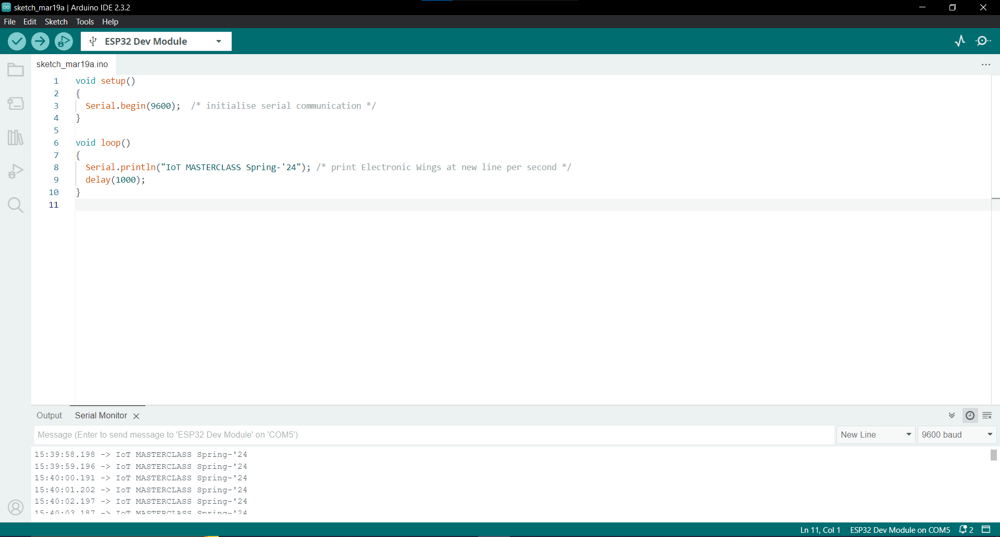 sketch_mar19a | Arduino IDE 2.3.2
File Edit Sketch Tools Help
ESP32 Dev Module
sketch_mar19a.ino
1 void setup()
2 {
3 Serial.begin(9600); /* initialise serial communication */
4 }
5
6 void loop()
7 {
8 Serial.println("IoT MASTERCLASS Spring-'24"); /* print Electronic Wings at new line per second */
9 delay(1000);
10 }
11
Output Serial Monitor
Message (Enter to send message to 'ESP32 Dev Module' on 'COM5') New Line 9600 baud
15:39:58.198 -> IoT MASTERCLASS Spring-'24
15:39:59.196 -> IoT MASTERCLASS Spring-'24
15:40:00.191 -> IoT MASTERCLASS Spring-'24
15:40:01.202 -> IoT MASTERCLASS Spring-'24
15:40:02.197 -> IoT MASTERCLASS Spring-'24
15:40:03.187 -> IoT MASTERCLASS Spring-'24
Ln 11, Col 1 ESP32 Dev Module on COM5 2